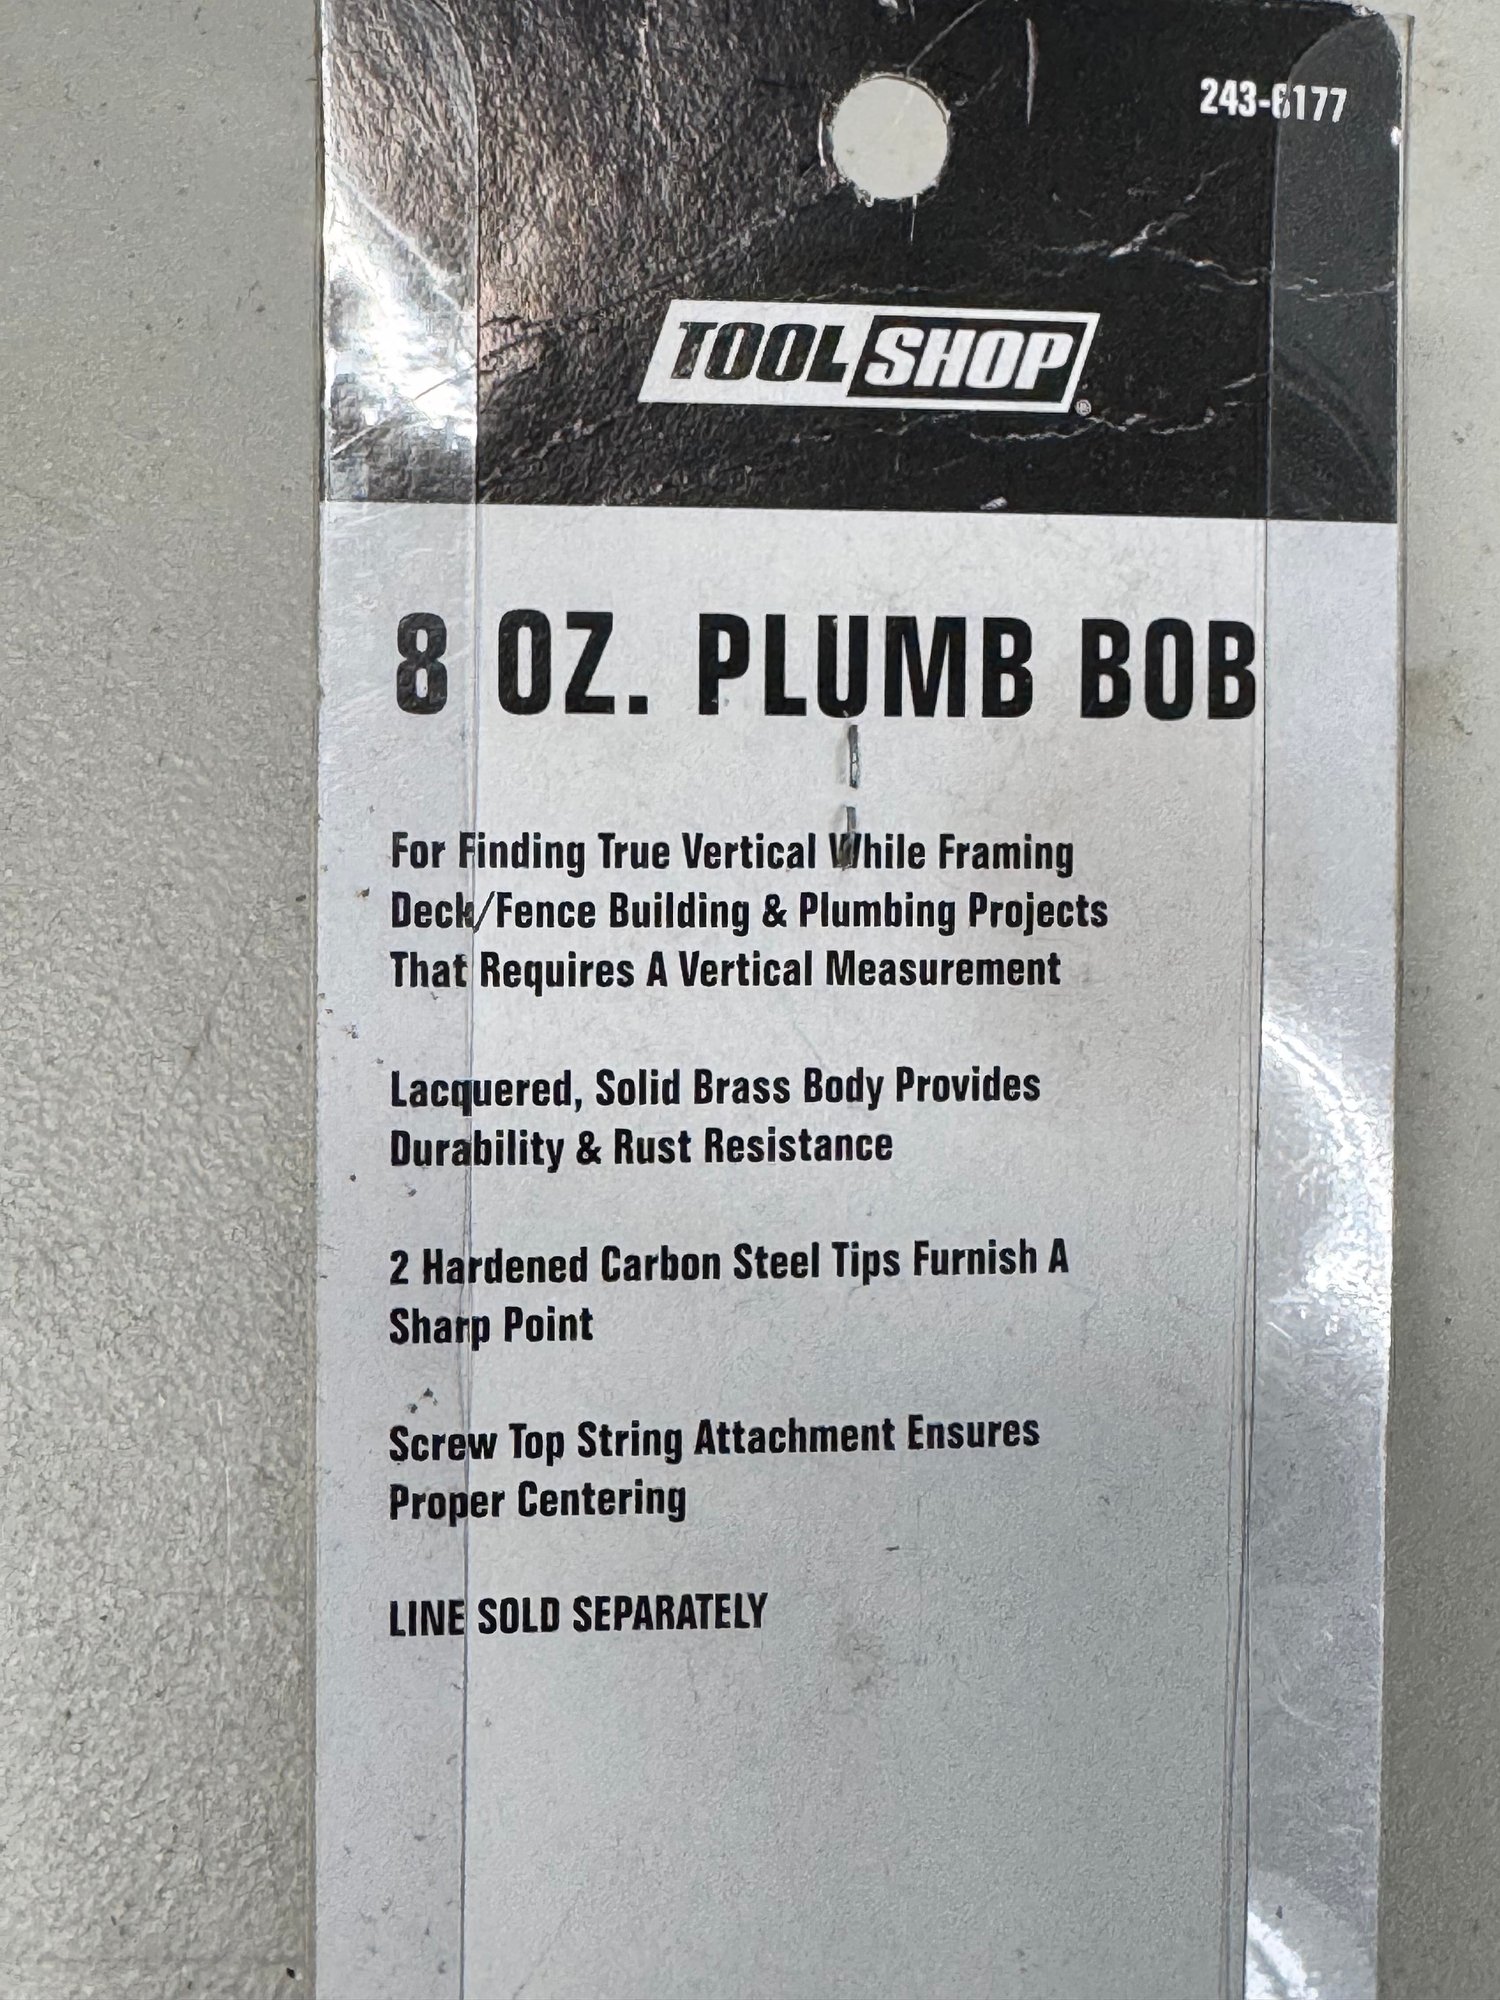 243-6177
TOOL SHOP®
8 OZ. PLUMB BOB
For Finding True Vertical While Framing
Deck/Fence Building & Plumbing Projects
That Requires A Vertical Measurement
Lacquered, Solid Brass Body Provides
Durability & Rust Resistance
2 Hardened Carbon Steel Tips Furnish A
Sharp Point
Screw Top String Attachment Ensures
Proper Centering
LINE SOLD SEPARATELY